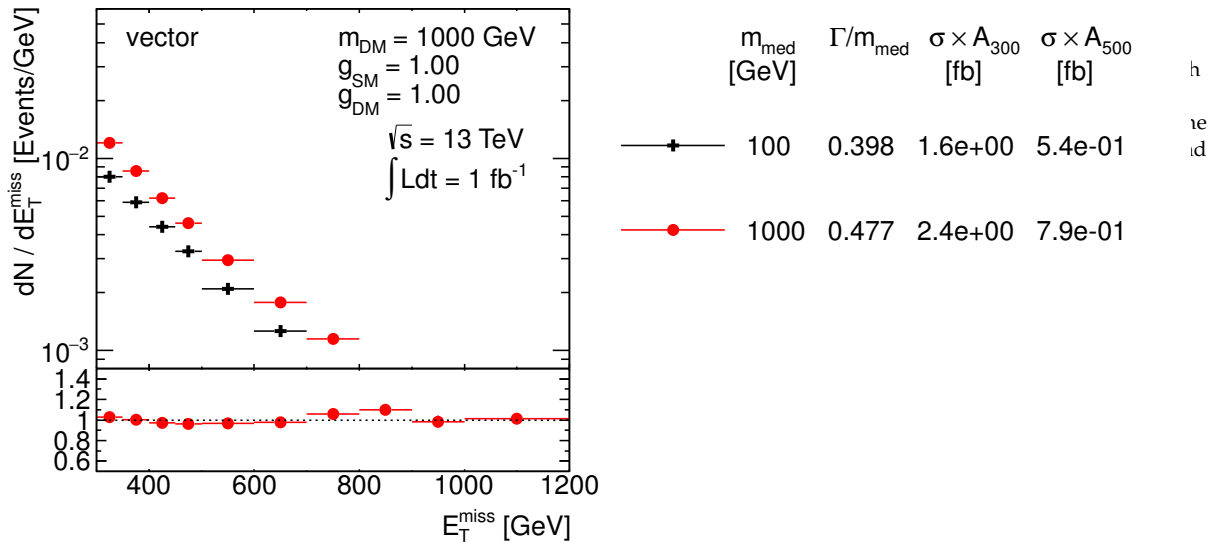 vector
m_DM = 1000 GeV
g_SM = 1.00
g_DM = 1.00
√s = 13 TeV
∫ Ldt = 1 fb⁻¹
dN / dE_T^miss [Events/GeV]
10⁻²
10⁻³
1.4
1.2
1
0.8
0.6
400 600 800 1000 1200
E_T^miss [GeV]
m_med Γ/m_med σ × A_300 σ × A_500
[GeV] [fb] [fb]
100 0.398 1.6e+00 5.4e-01
1000 0.477 2.4e+00 7.9e-01
h
ne